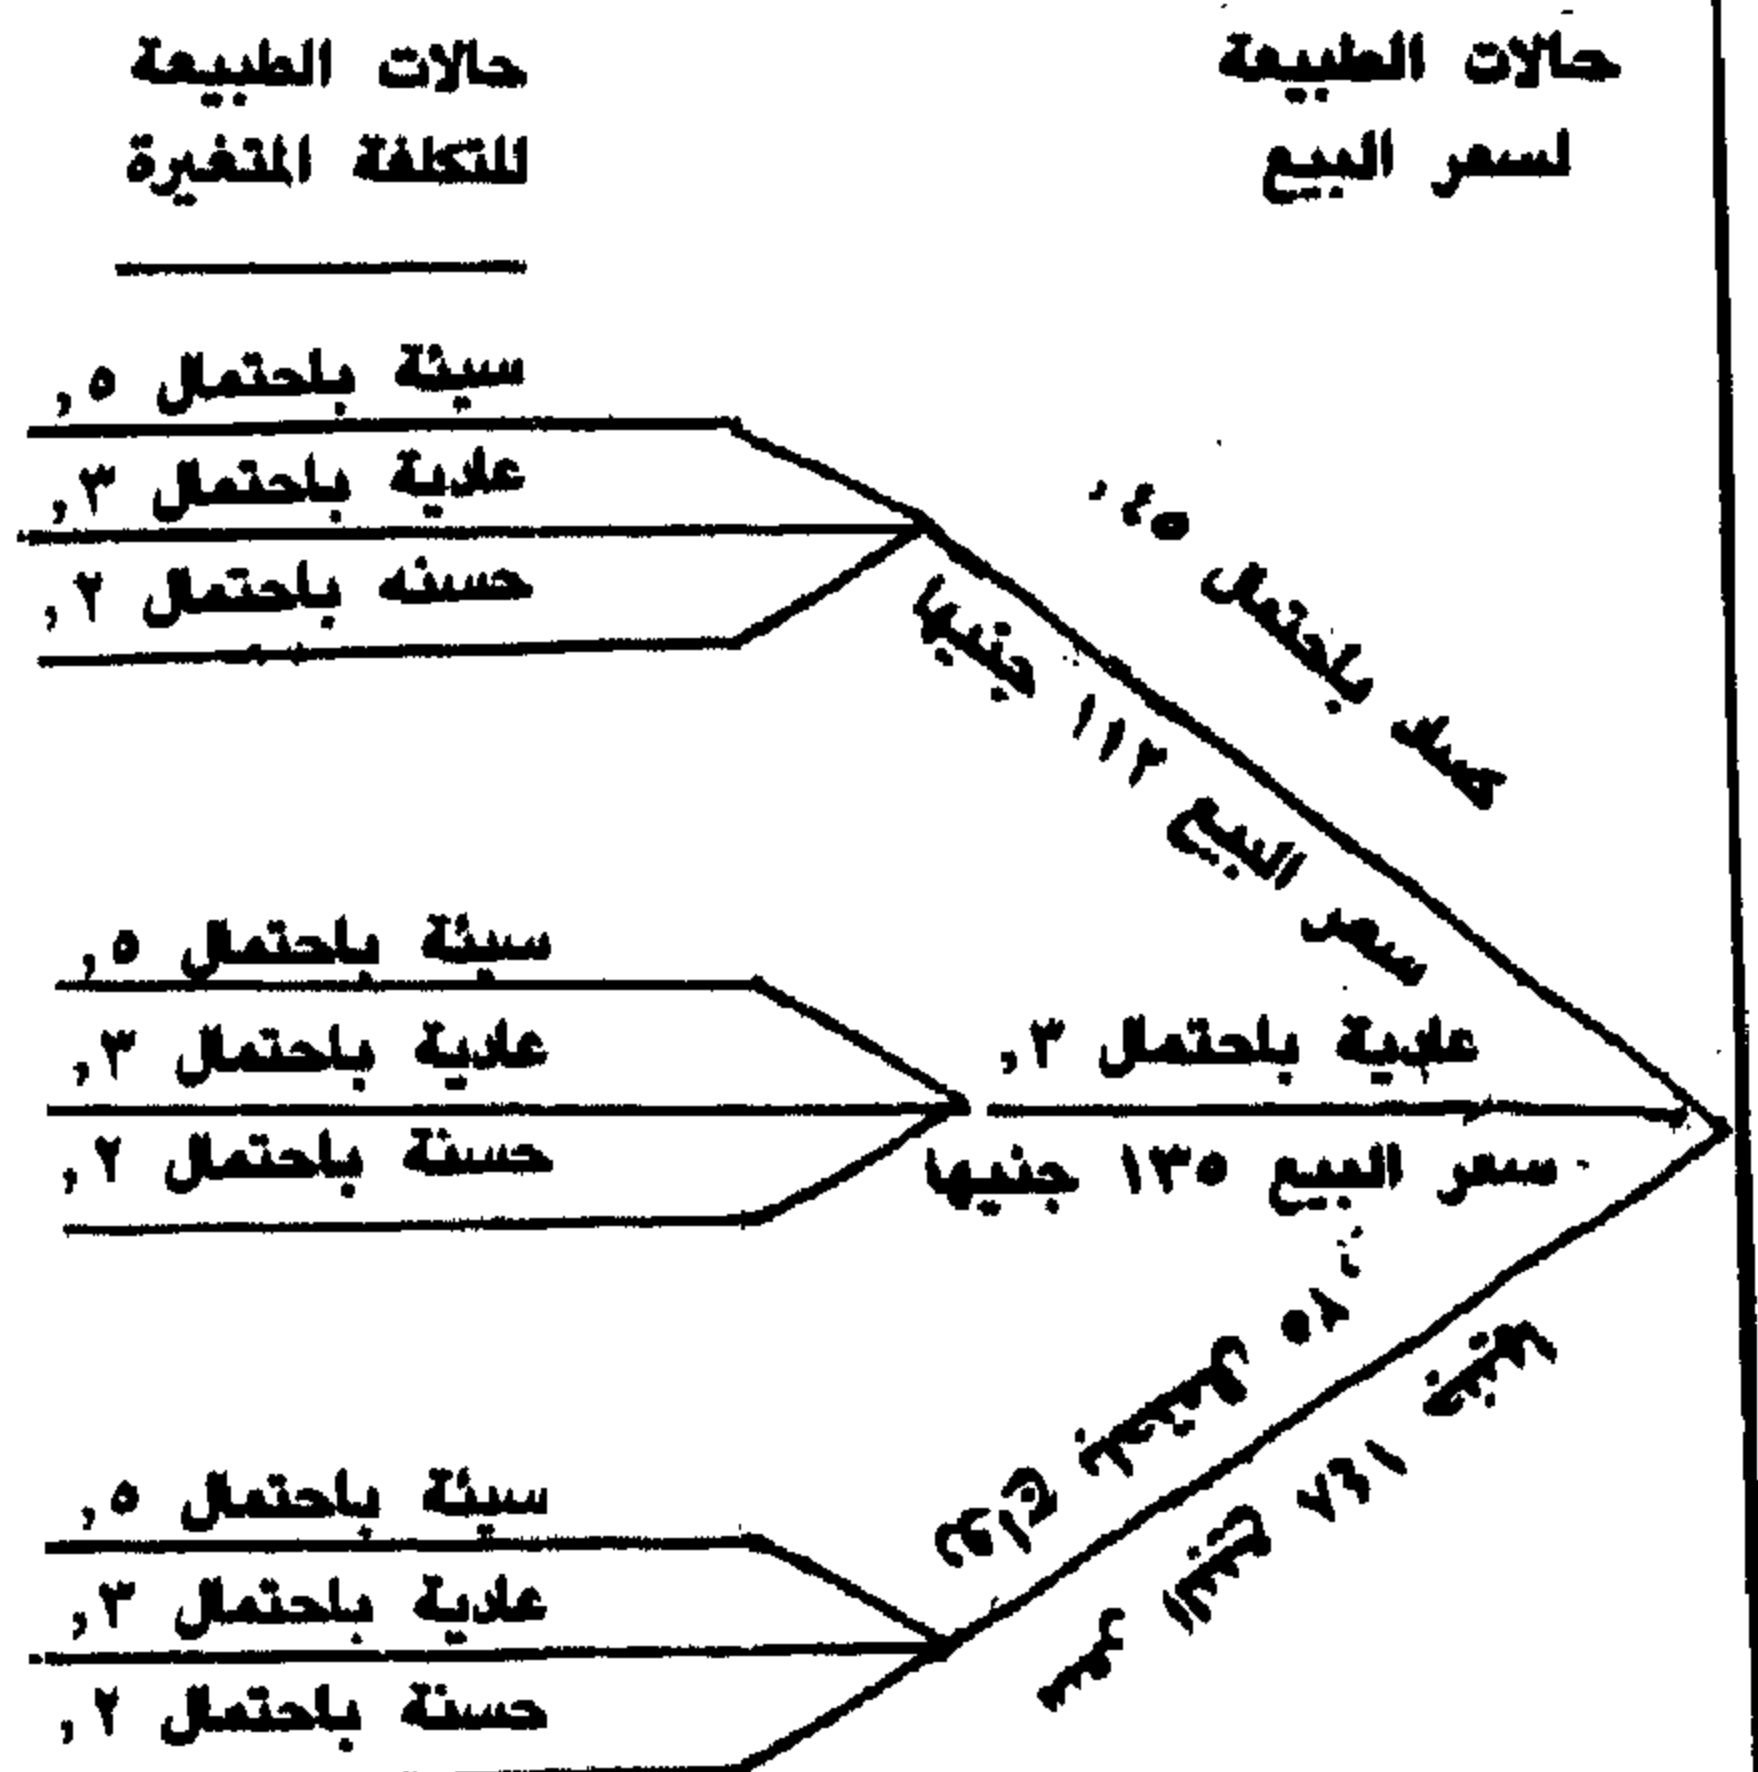 حالات الطبيعة
لسعر البيع
حالات الطبيعة
للتكلفة المتغيرة
باحتمال ٤٥,
سعر البيع ١١٢ جنيها
سيئة باحتمال ٥,
عادية باحتمال ٣,
حسنه باحتمال ٢,
عادية باحتمال ٣,
سعر البيع ١٣٥ جنيها
سيئة باحتمال ٥,
عادية باحتمال ٣,
حسنة باحتمال ٢,
سيئة باحتمال ٥,
عادية باحتمال ٣,
حسنة باحتمال ٢,